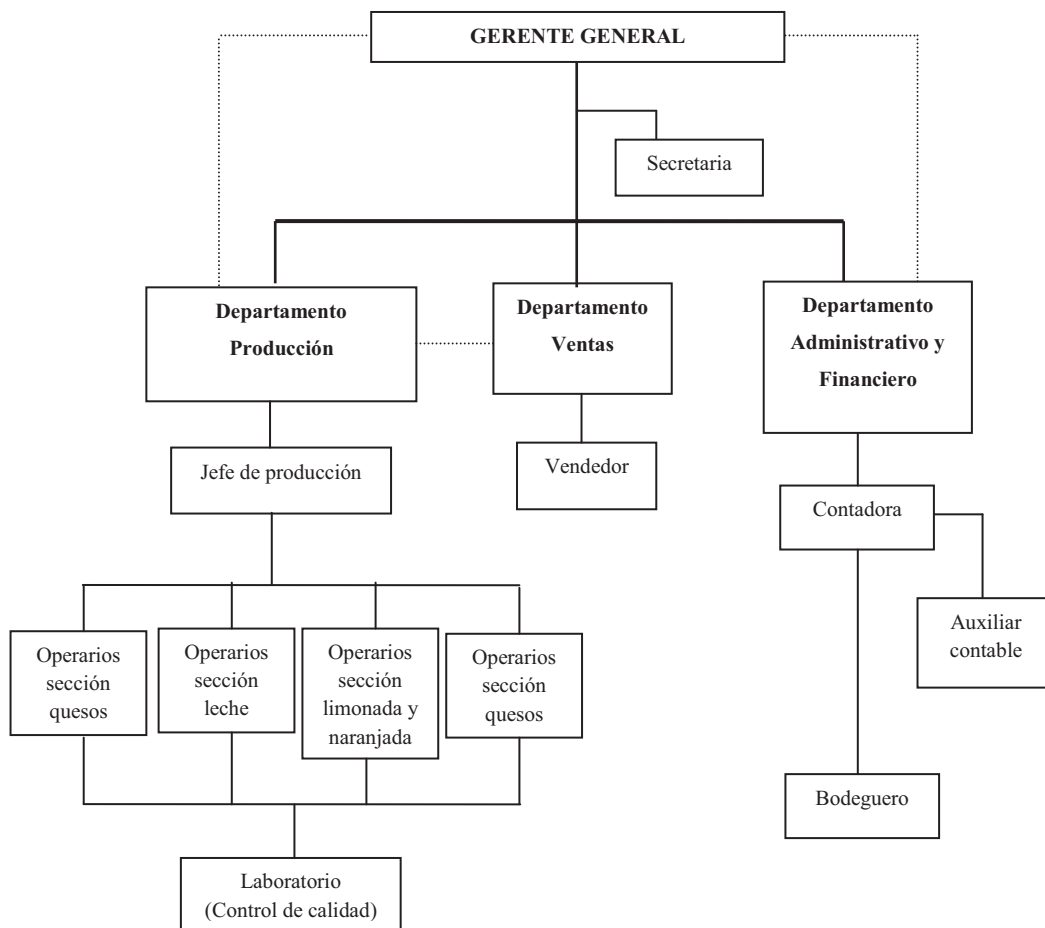 GERENTE GENERAL
Secretaria
Departamento
Producción
Departamento
Ventas
Departamento
Administrativo y
Financiero
Jefe de producción
Vendedor
Contadora
Auxiliar
contable
Operarios
sección
quesos
Operarios
sección
leche
Operarios
sección
limonada y
naranjada
Operarios
sección
quesos
Bodeguero
Laboratorio
(Control de calidad)